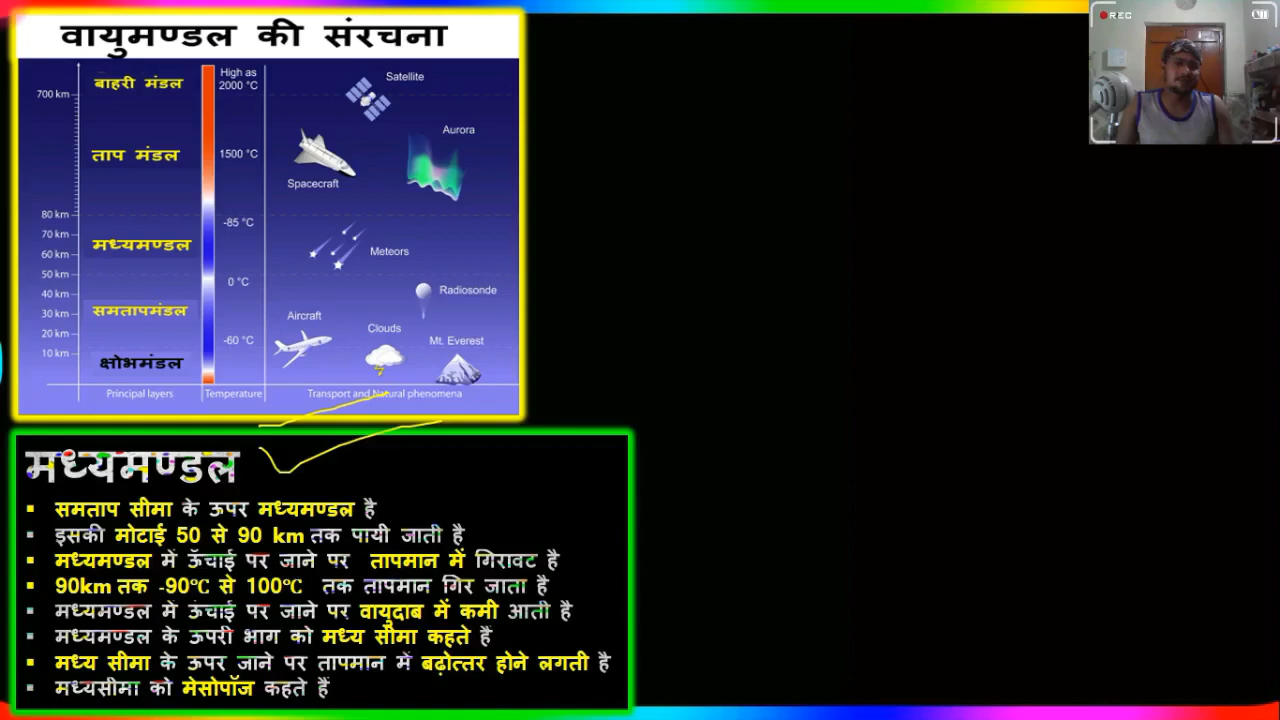 वायुमण्डल की संरचना
REC
बाहरी मंडल
High as
2000 °C
Satellite
700 km
Aurora
ताप मंडल
1500 °C
Spacecraft
80 km
-85 °C
70 km
मध्यमण्डल
60 km
Meteors
50 km
0 °C
40 km
Radiosonde
समतापमंडल
30 km
Aircraft
20 km
Clouds
-60 °C
Mt. Everest
10 km
क्षोभमंडल
Principal layers
Temperature
Transport and Natural phenomena
मध्यमण्डल
समताप सीमा के ऊपर मध्यमण्डल है
इसकी मोटाई 50 से 90 km तक पायी जाती है
मध्यमण्डल में ऊँचाई पर जाने पर तापमान में गिरावट है
90km तक -90℃ से 100℃ तक तापमान गिर जाता है
मध्यमण्डल में ऊंचाई पर जाने पर वायुदाब में कमी आती है
मध्यमण्डल के ऊपरी भाग को मध्य सीमा कहते हैं
मध्य सीमा के ऊपर जाने पर तापमान में बढ़ोत्तर होने लगती है
मध्यसीमा को मेसोपॉज कहते हैं